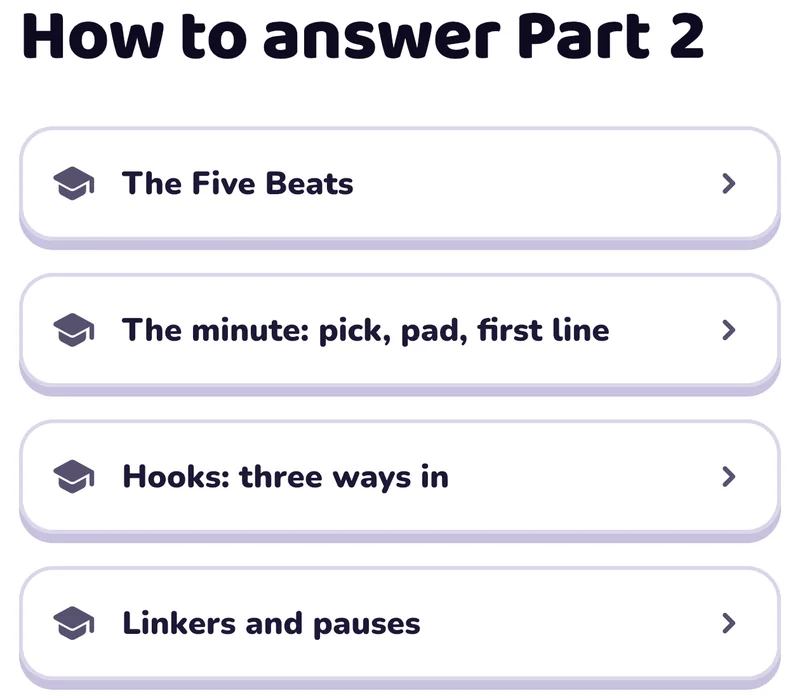 How to answer Part 2
The Five Beats
The minute: pick, pad, first line
Hooks: three ways in
Linkers and pauses